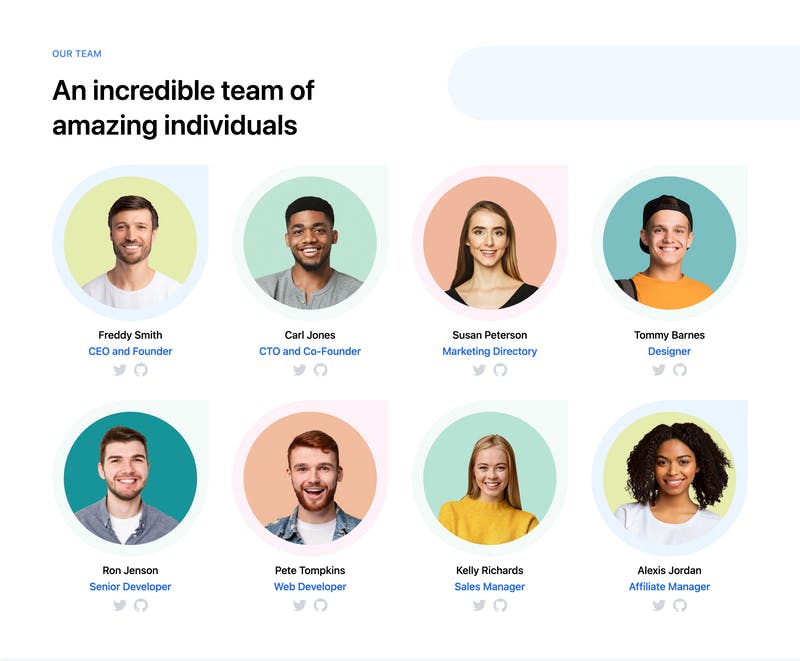 OUR TEAM
An incredible team of
amazing individuals
Freddy Smith
CEO and Founder
Carl Jones
CTO and Co-Founder
Susan Peterson
Marketing Directory
Tommy Barnes
Designer
Ron Jenson
Senior Developer
Pete Tompkins
Web Developer
Kelly Richards
Sales Manager
Alexis Jordan
Affiliate Manager